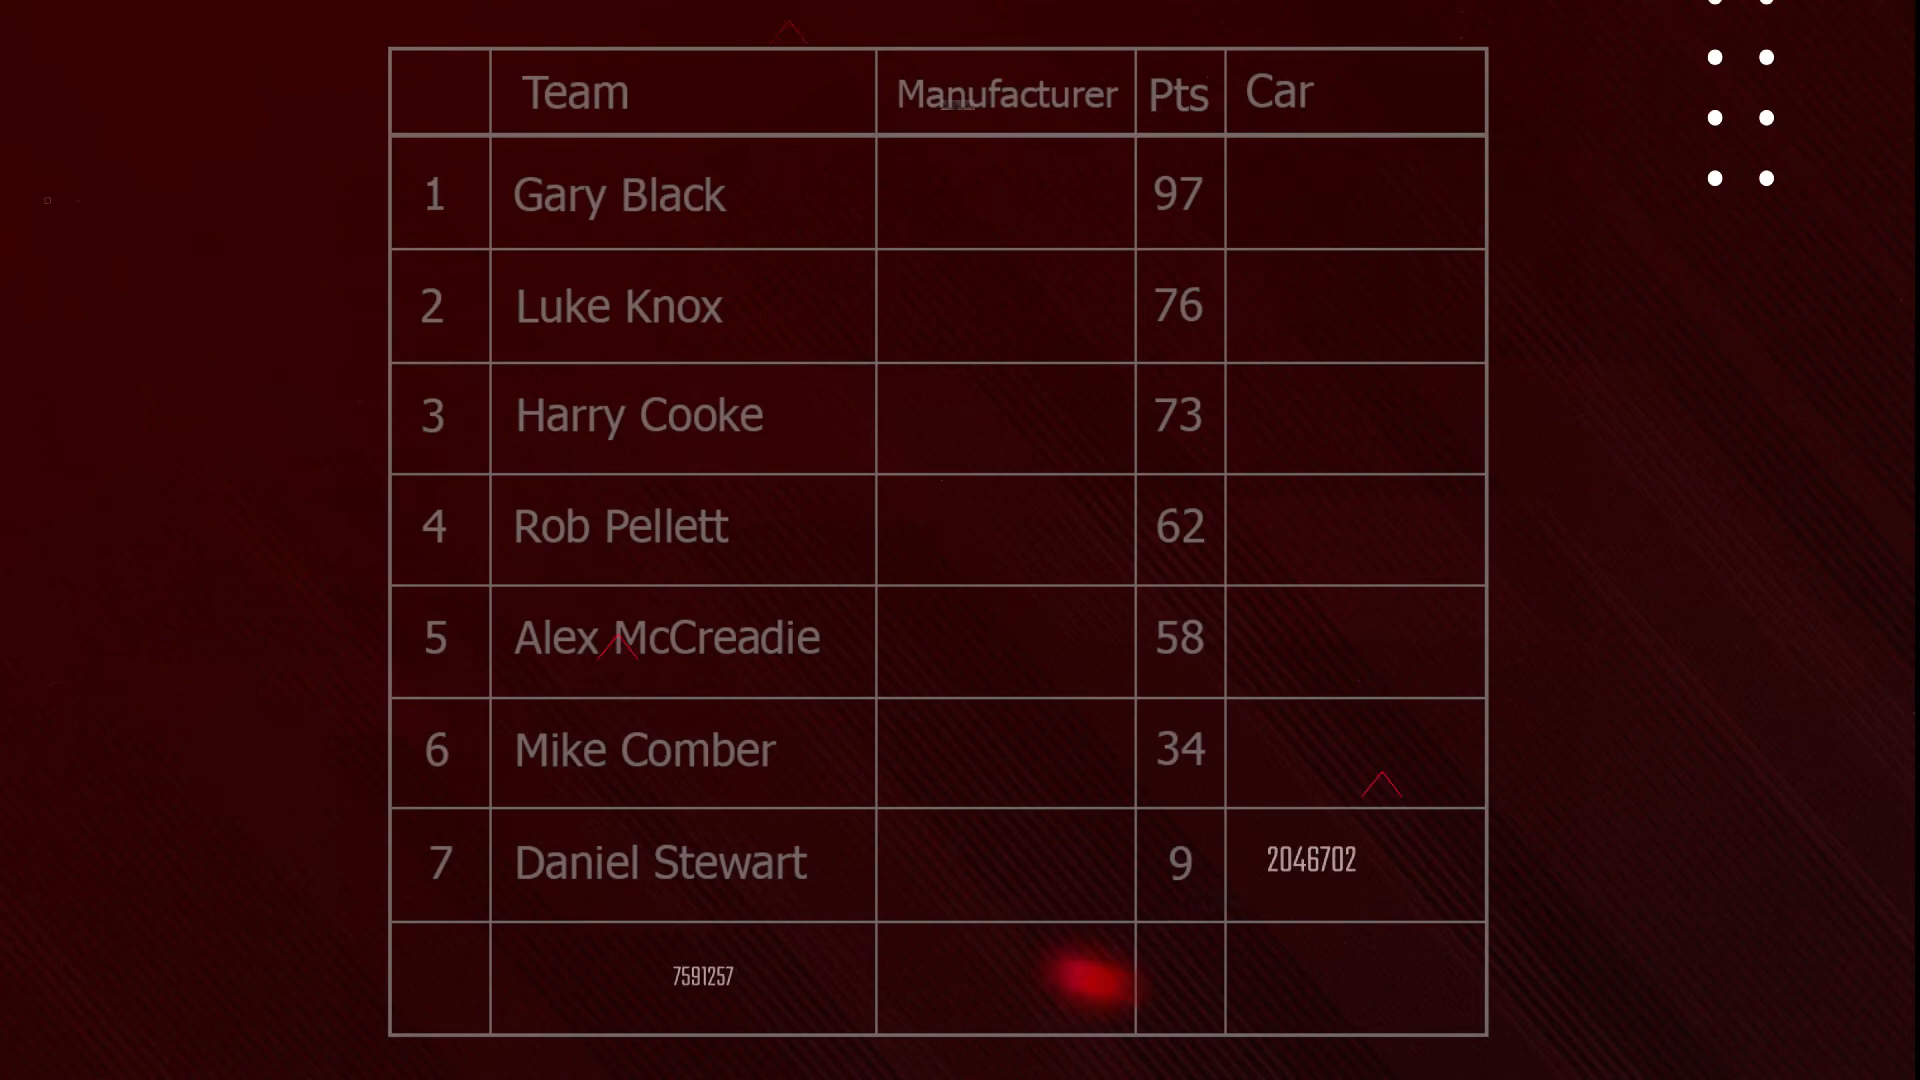 Team Manufacturer Pts Car
1 Gary Black 97
2 Luke Knox 76
3 Harry Cooke 73
4 Rob Pellett 62
5 Alex McCreadie 58
6 Mike Comber 34
7 Daniel Stewart 9 2046702
7591257